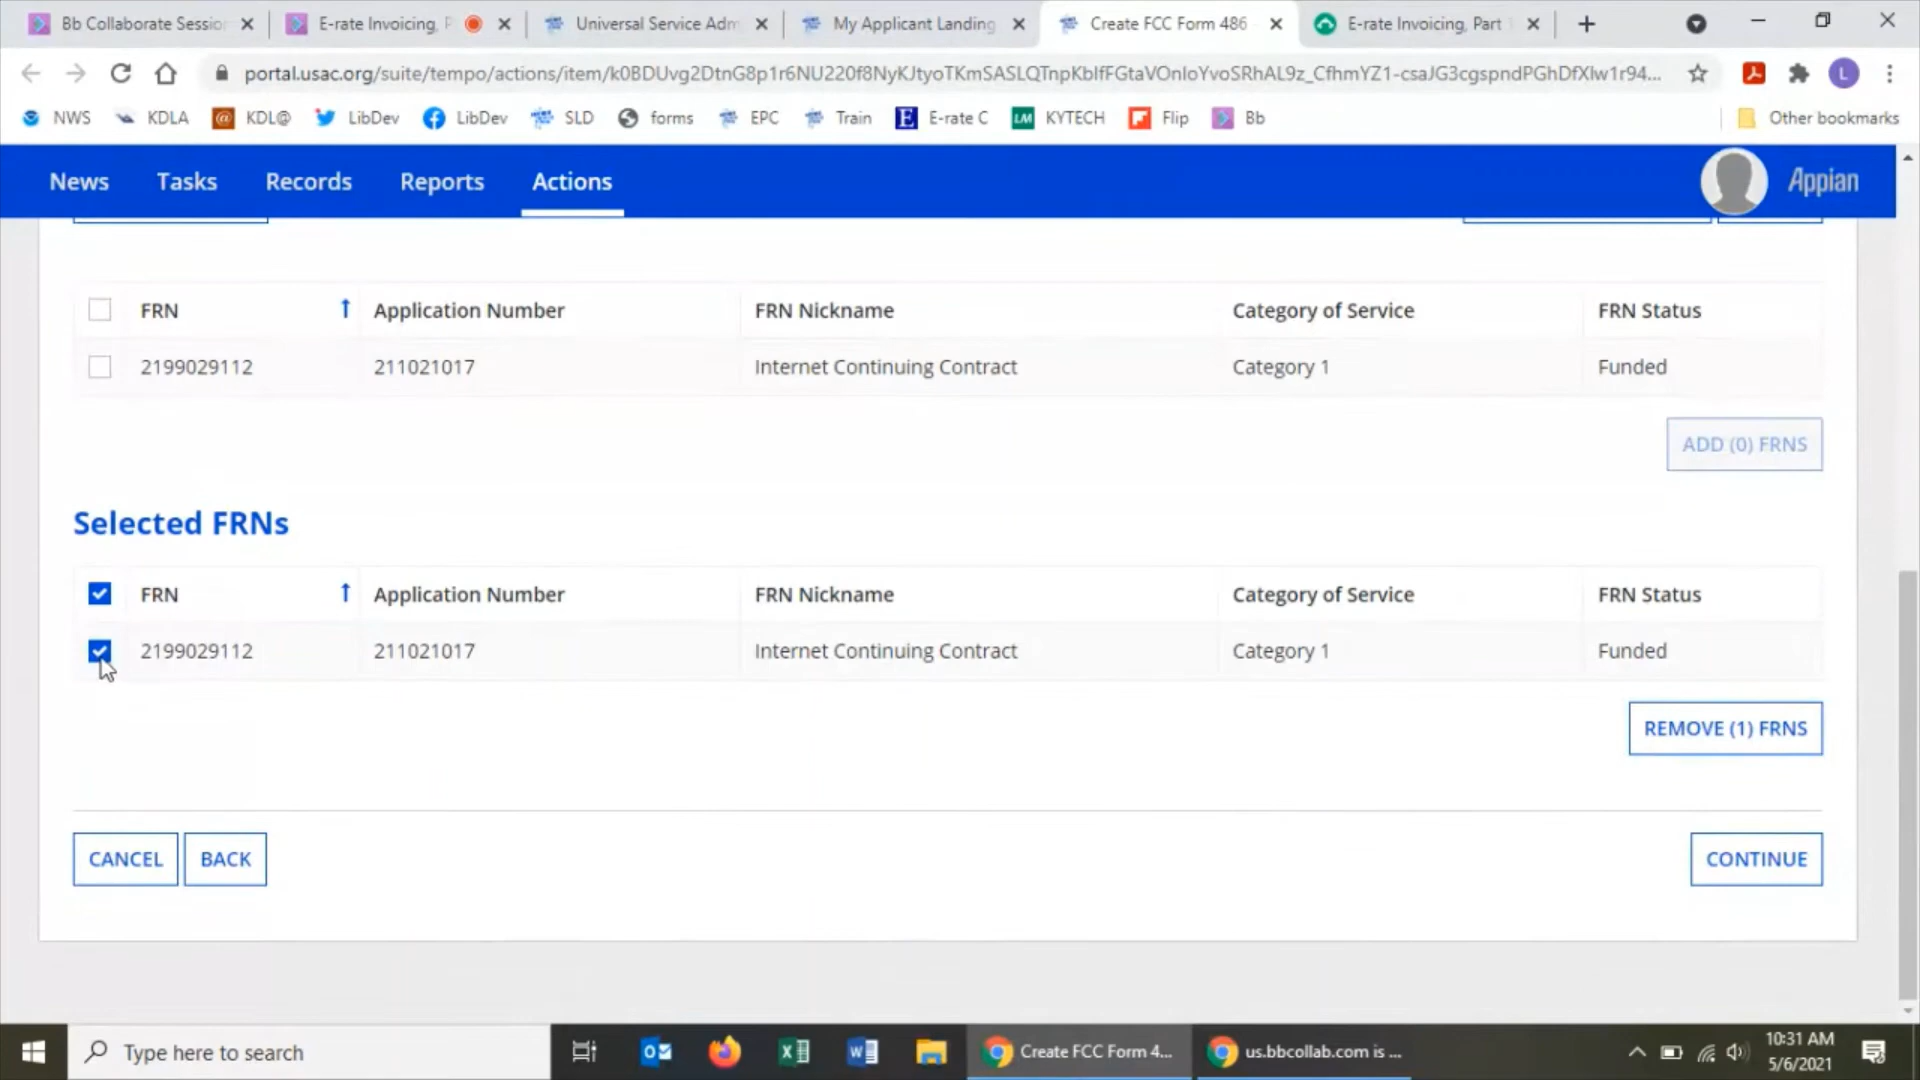 Bb Collaborate Sessio
E-rate Invoicing, P
Universal Service Adm
My Applicant Landing
Create FCC Form 486
E-rate Invoicing, Part
portal.usac.org/suite/tempo/actions/item/k0BDUvg2DtnG8p1r6NU220f8NyKJtyoTKmSASLQTnpKbIfFGtaVOnIoYvoSRhAL9z_CfhmYZ1-csaJG3cgspndPGhDfXlw1r94...
L
NWS KDLA KDL@ LibDev LibDev SLD forms EPC Train E-rate C KYTECH Flip Bb Other bookmarks
News Tasks Records Reports Actions Appian
FRN Application Number FRN Nickname Category of Service FRN Status
2199029112 211021017 Internet Continuing Contract Category 1 Funded
ADD (0) FRNS
Selected FRNs
FRN Application Number FRN Nickname Category of Service FRN Status
2199029112 211021017 Internet Continuing Contract Category 1 Funded
REMOVE (1) FRNS
CANCEL BACK CONTINUE
Type here to search
Create FCC Form 4...
us.bbcollab.com is ...
10:31 AM
5/6/2021